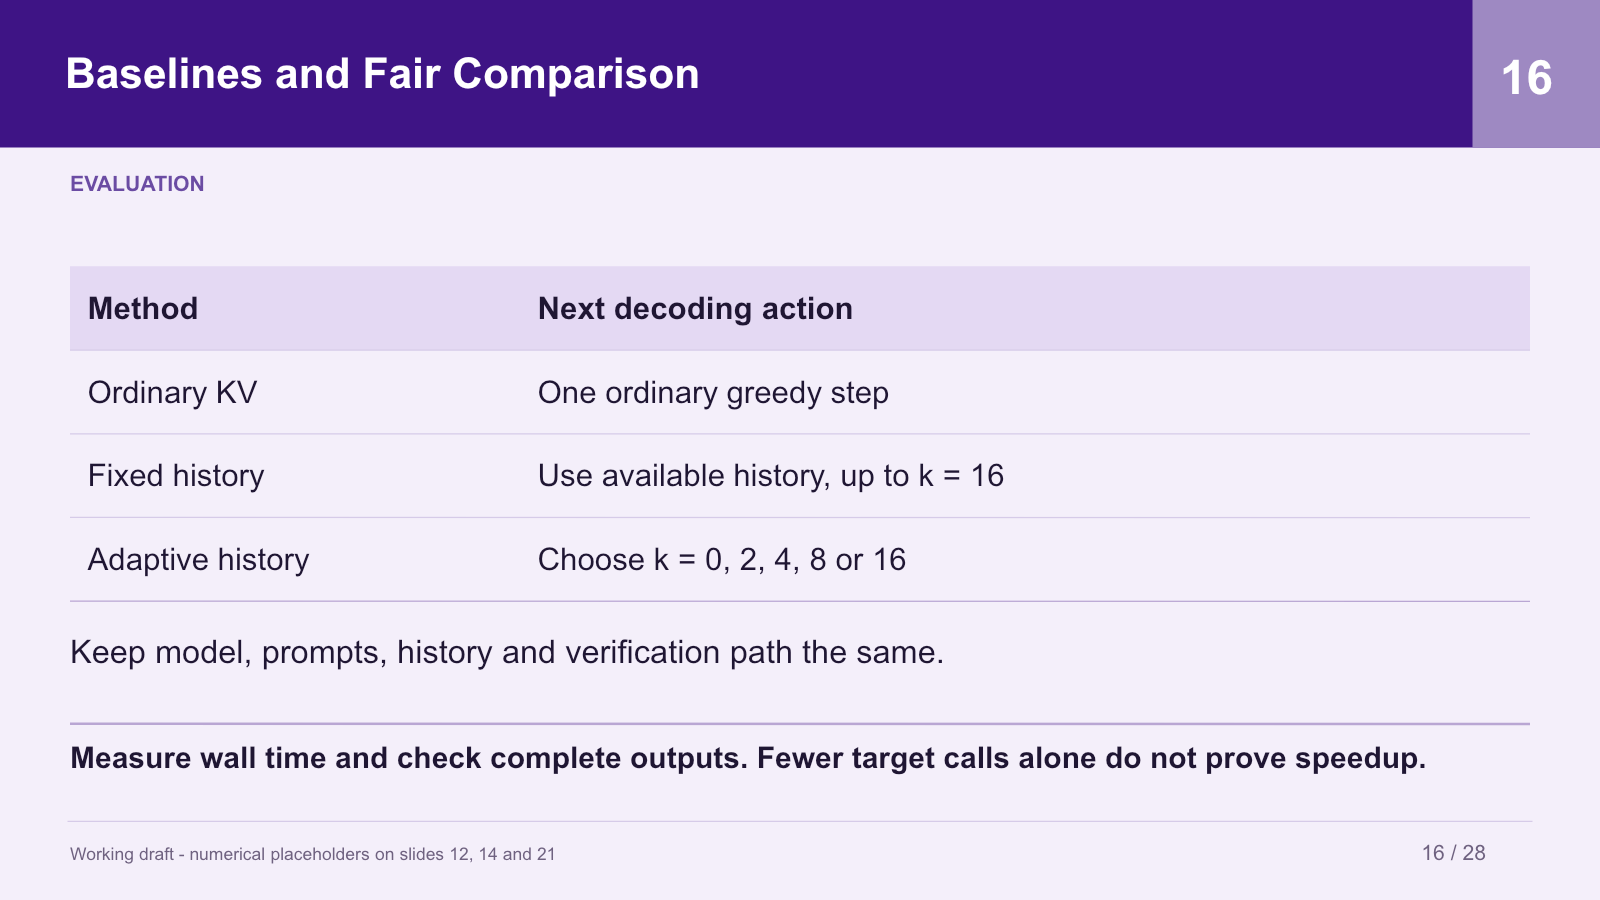 Baselines and Fair Comparison
16
EVALUATION
Method Next decoding action
Ordinary KV One ordinary greedy step
Fixed history Use available history, up to k = 16
Adaptive history Choose k = 0, 2, 4, 8 or 16
Keep model, prompts, history and verification path the same.
Measure wall time and check complete outputs. Fewer target calls alone do not prove speedup.
Working draft - numerical placeholders on slides 12, 14 and 21
16 / 28